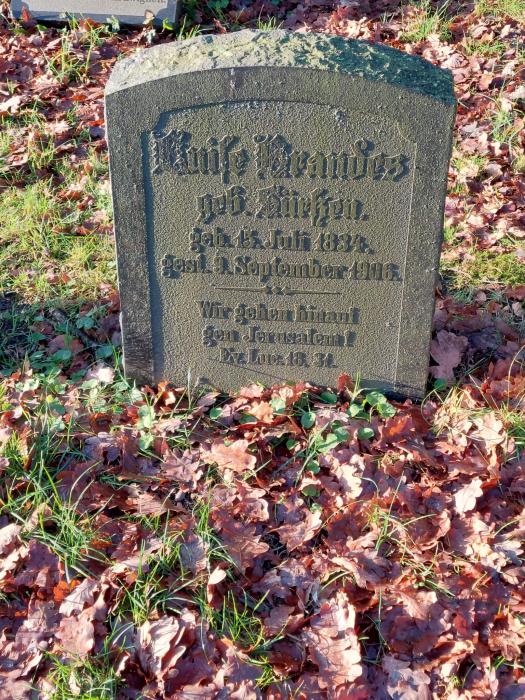 Luise Brandes
geb. Tiirßen.
geb. 15. Juli 1834.
gest. 9. September 1906.
Wir gehen hinauf
gen Jerusalem!
Ev. Luc. 18, 31.